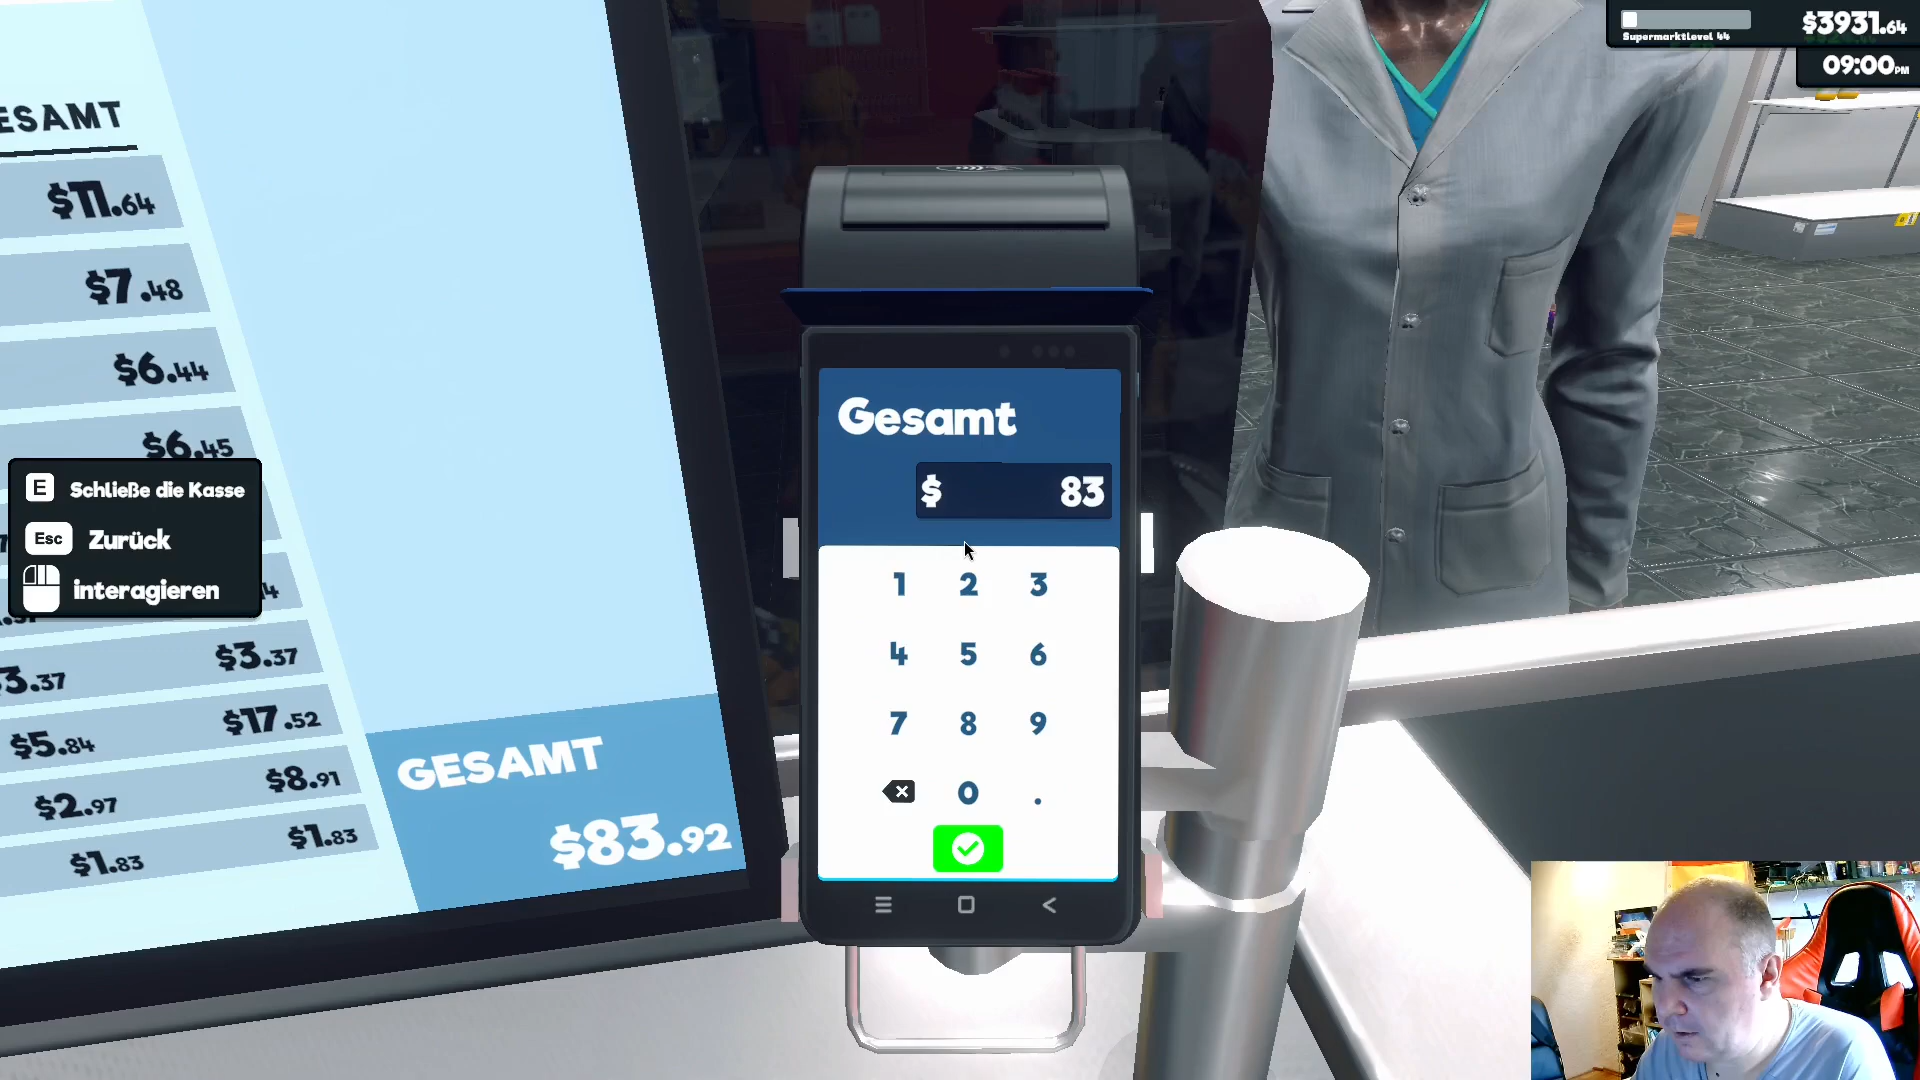 $3931.64
Supermarktlevel 44
09:00PM
ESAMT
$11.64
$7.48
$6.44
$6.45
E Schließe die Kasse
Esc Zurück
interagieren
$3.37
$3.37
$5.84 $17.52
$2.97 $8.91
$1.83 $1.83
GESAMT
$83.92
Gesamt
$ 83
1 2 3
4 5 6
7 8 9
0 .